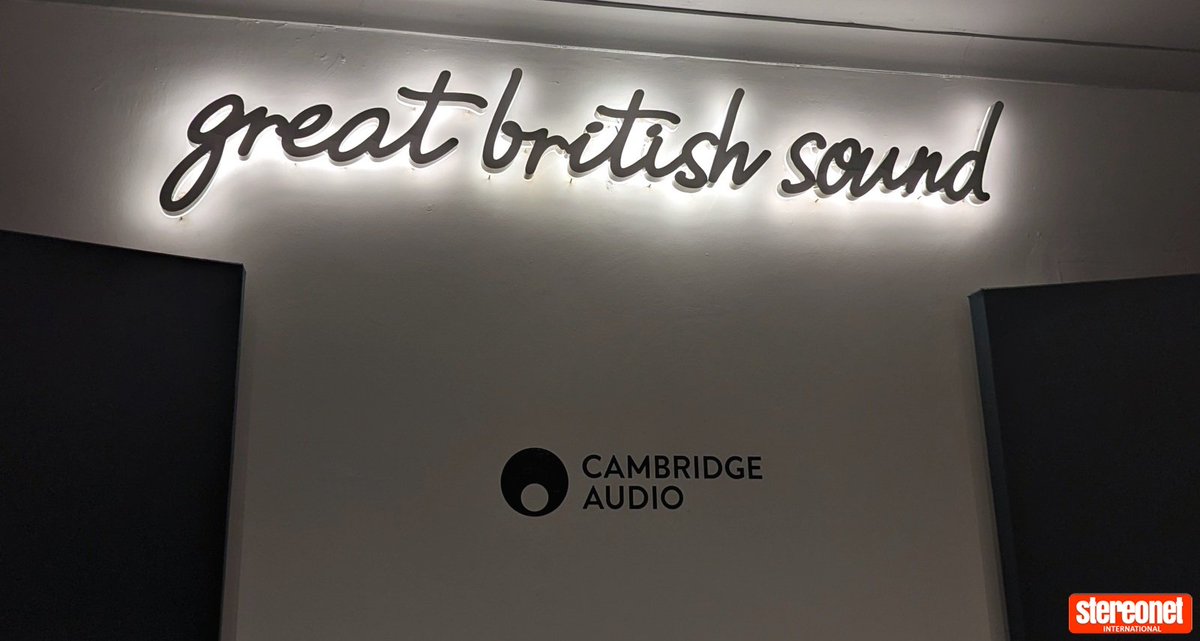 great british sound
CAMBRIDGE
AUDIO
stereonet
INTERNATIONAL